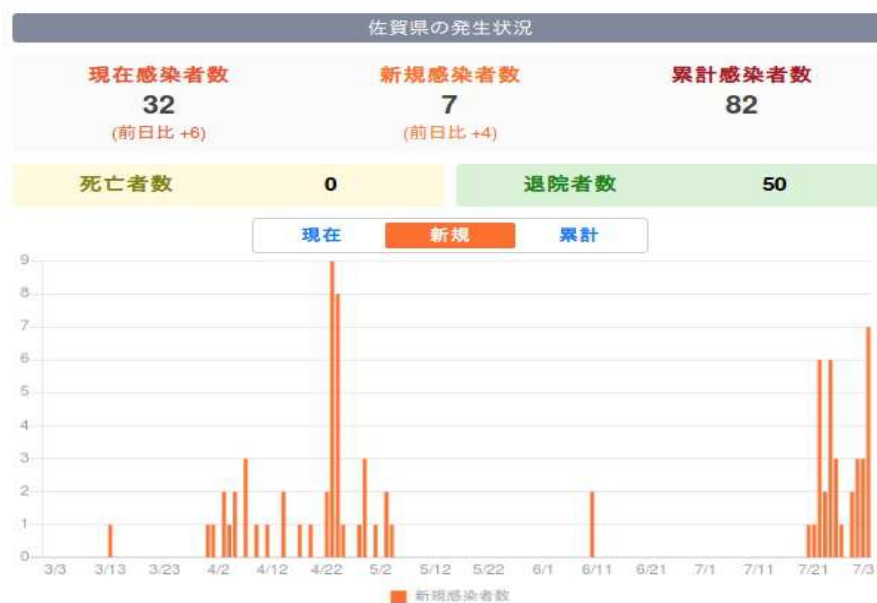 佐賀県の発生状況
現在感染者数 新規感染者数 累計感染者数
32 7 82
(前日比 +6) (前日比 +4)
死亡者数 0 退院者数 50
現在 新規 累計
9
8
7
6
5
4
3
2
1
0
3/3 3/13 3/23 4/2 4/12 4/22 5/2 5/12 5/22 6/1 6/11 6/21 7/1 7/11 7/21 7/3
新規感染者数